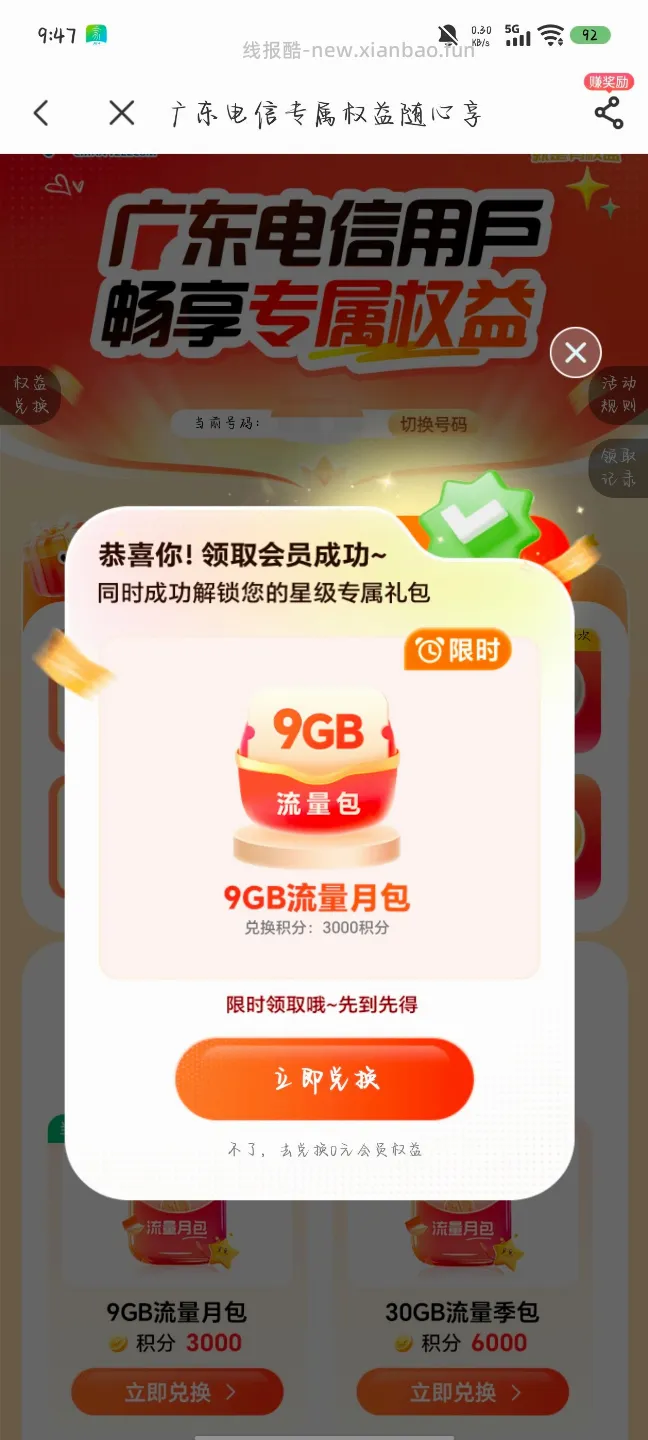 9:47
0.30
KB/s
5G
92
线报酷-new.xianbao.fun
赚奖励
广东电信专属权益随心享
广东电信用户
畅享专属权益
权益
兑换
活动
规则
当前号码:
切换号码
领取
记录
恭喜你! 领取会员成功~
同时成功解锁您的星级专属礼包
限时
9GB
流量包
9GB流量月包
兑换积分: 3000积分
限时领取哦~先到先得
立即兑换
不了, 去兑换0元会员权益
流量月包
流量月包
9GB流量月包
30GB流量季包
积分 3000
积分 6000
立即兑换 >
立即兑换 >